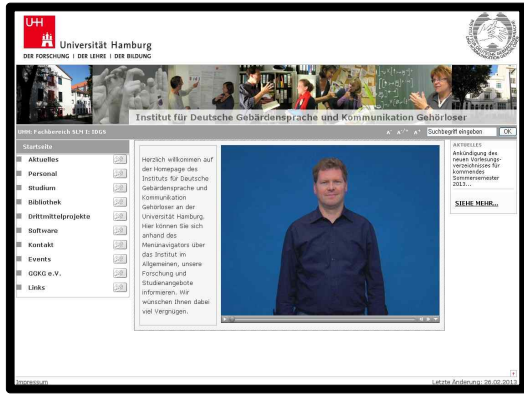 UHH
Universität Hamburg
DER FORSCHUNG | DER LEHRE | DER BILDUNG
Institut für Deutsche Gebärdensprache und Kommunikation Gehörloser
UHH: Fachbereich SLM I: IDGS
Suchbegriff eingeben
OK
Startseite
Aktuelles
Personal
Studium
Bibliothek
Drittmittelprojekte
Software
Kontakt
Events
GGKG e.V.
Links
Herzlich willkommen auf
der Homepage des
Instituts für Deutsche
Gebärdensprache und
Kommunikation
Gehörloser an der
Universität Hamburg.
Hier können Sie sich
anhand des
Menünavigators über
das Institut im
Allgemeinen, unsere
Forschung und
Studienangebote
informieren. Wir
wünschen Ihnen dabei
viel Vergnügen.
AKTUELLES
Ankündigung des
neuen Vorlesungs-
verzeichnisses für
kommendes
Sommersemester
2013...
SIEHE MEHR...
Impressum
Letzte Änderung: 26.02.2013